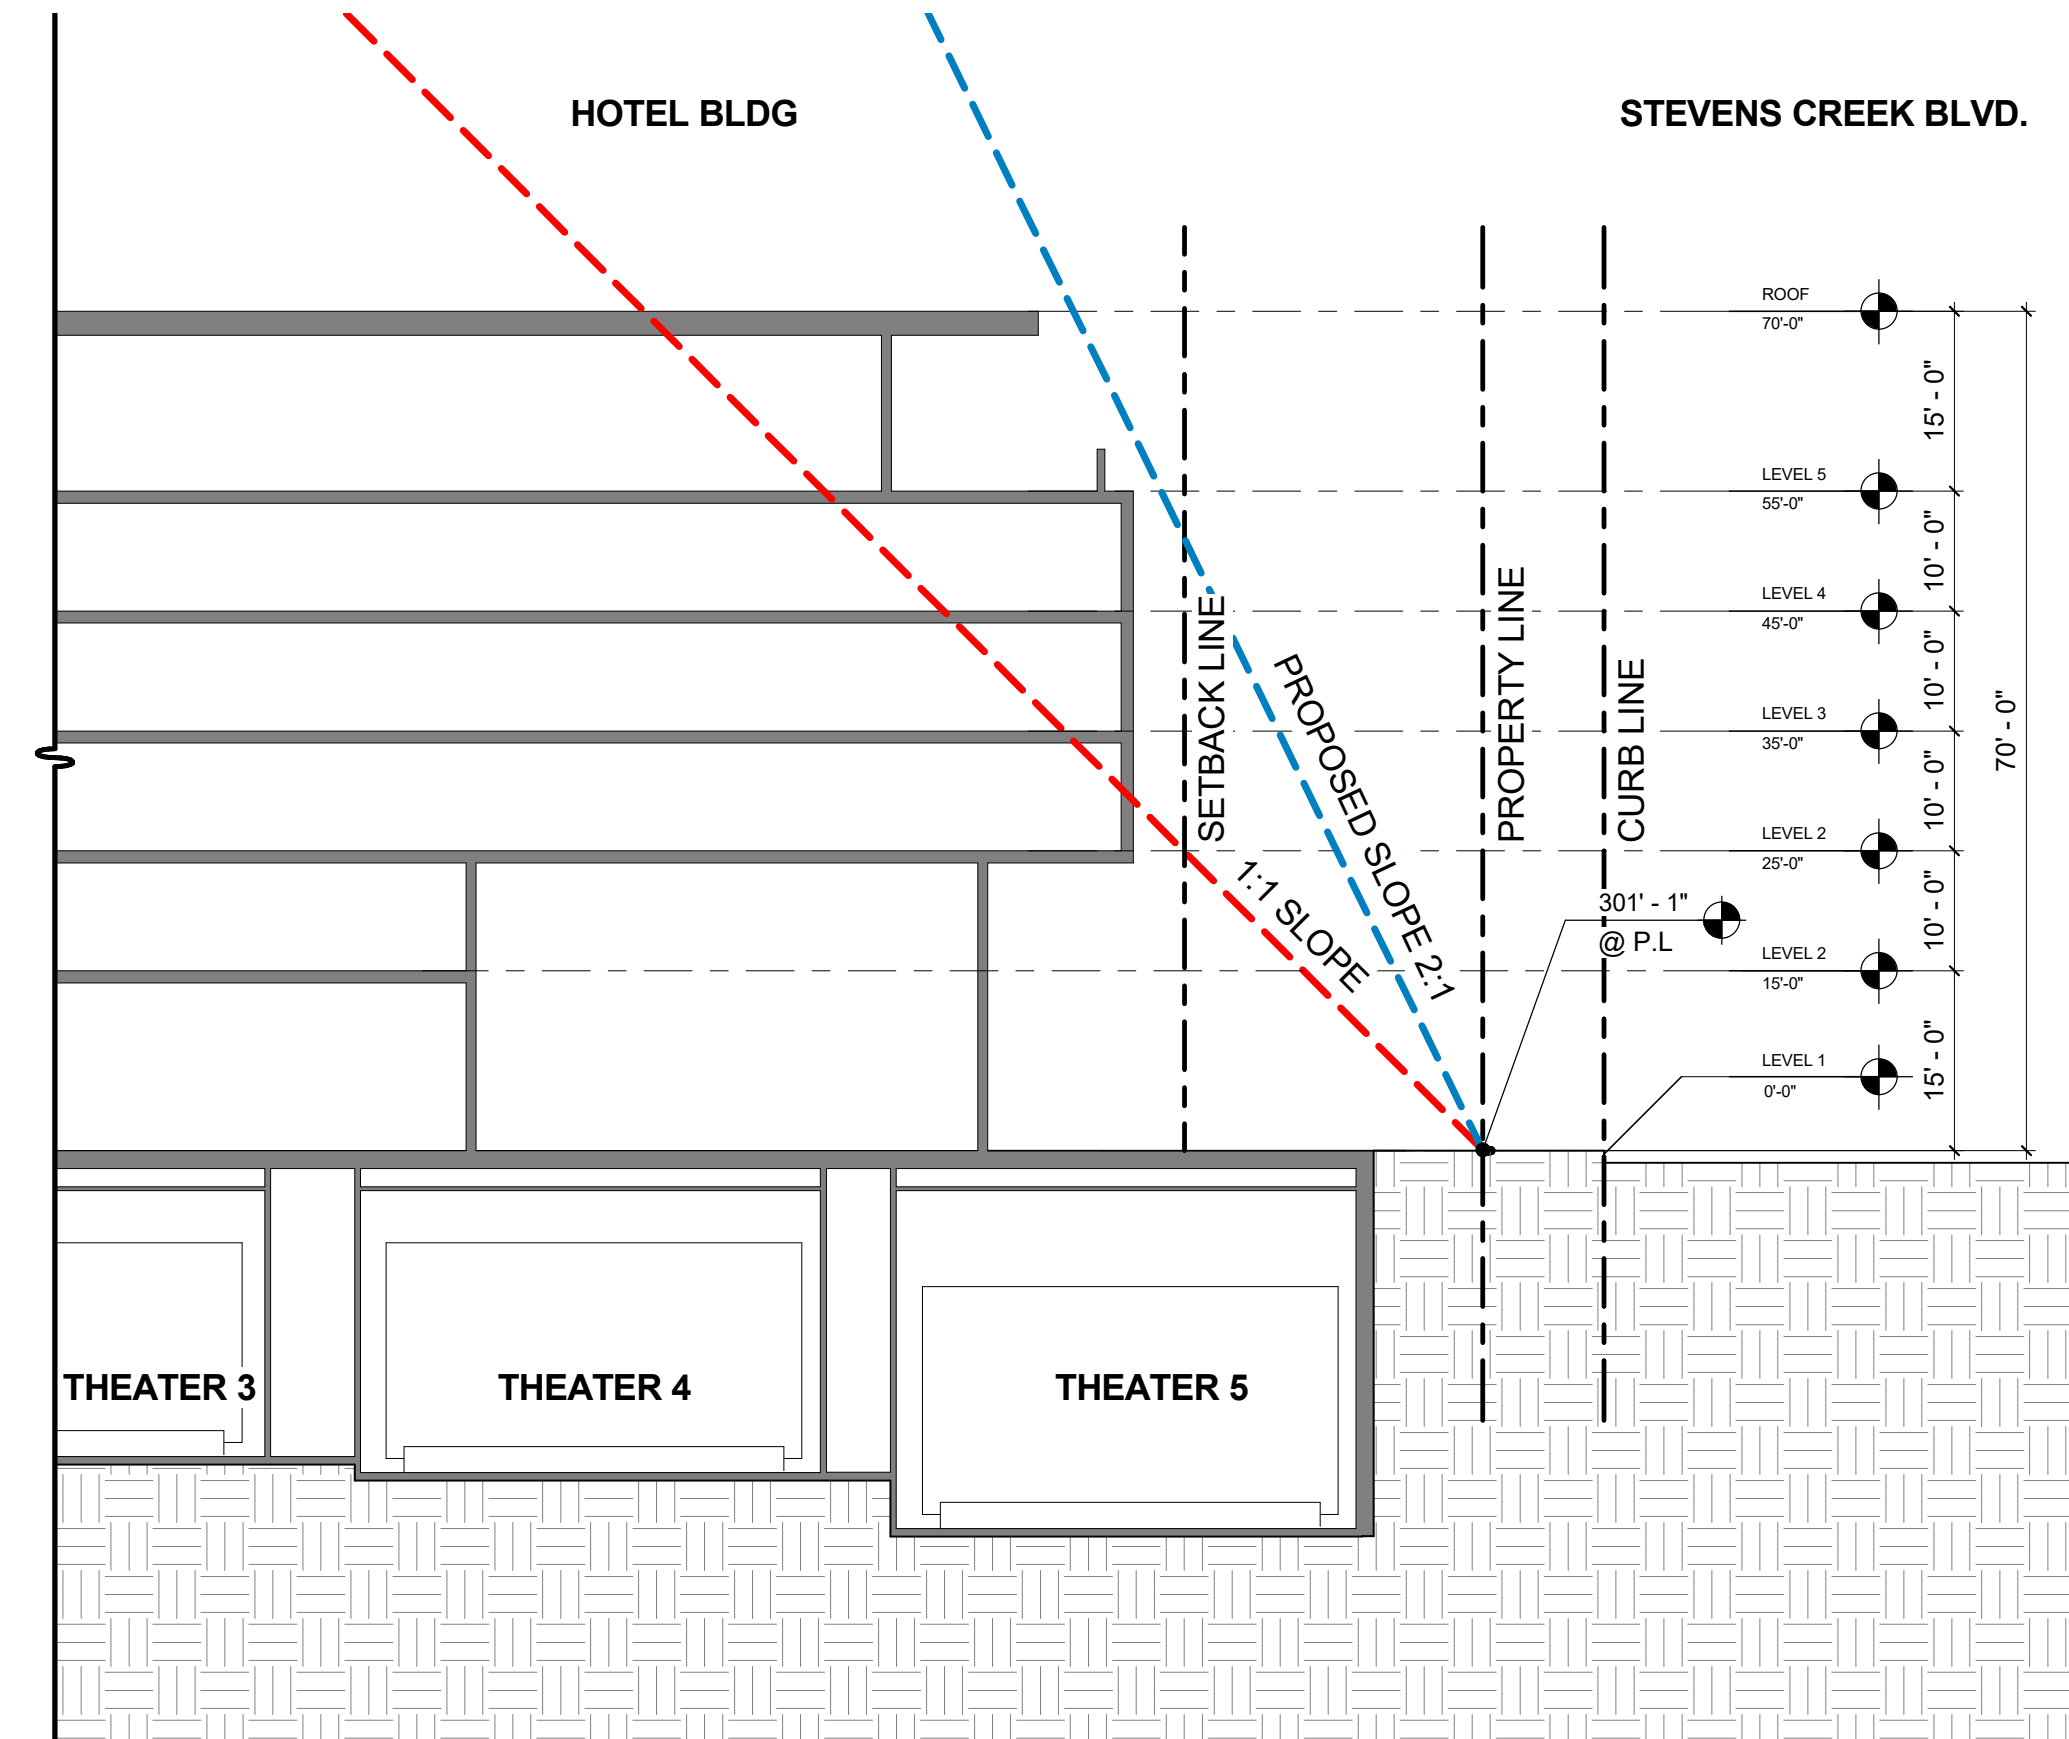 HOTEL BLDG
STEVENS CREEK BLVD.
ROOF
70'-0"
15' - 0"
LEVEL 5
55'-0"
10' - 0"
LEVEL 4
45'-0"
10' - 0"
LEVEL 3
35'-0"
10' - 0"
LEVEL 2
25'-0"
10' - 0"
LEVEL 2
15'-0"
15' - 0"
LEVEL 1
0'-0"
70' - 0"
SETBACK LINE
PROPERTY LINE
CURB LINE
PROPOSED SLOPE 2:1
1:1 SLOPE
301' - 1"
@ P.L
THEATER 3
THEATER 4
THEATER 5